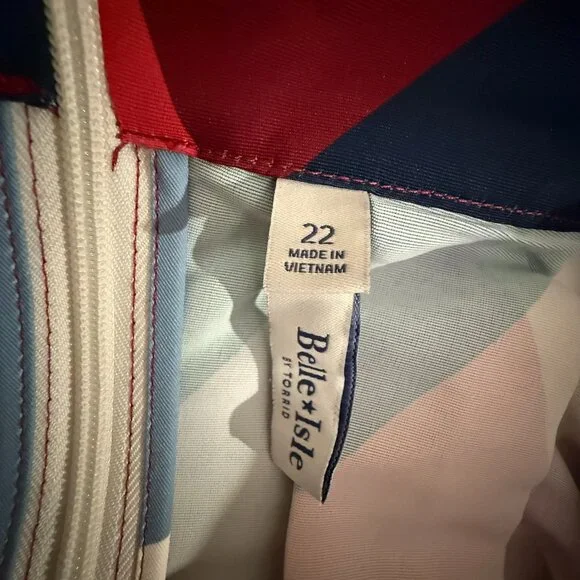 22
MADE IN
VIETNAM
Belle★Isle
BY TORRID